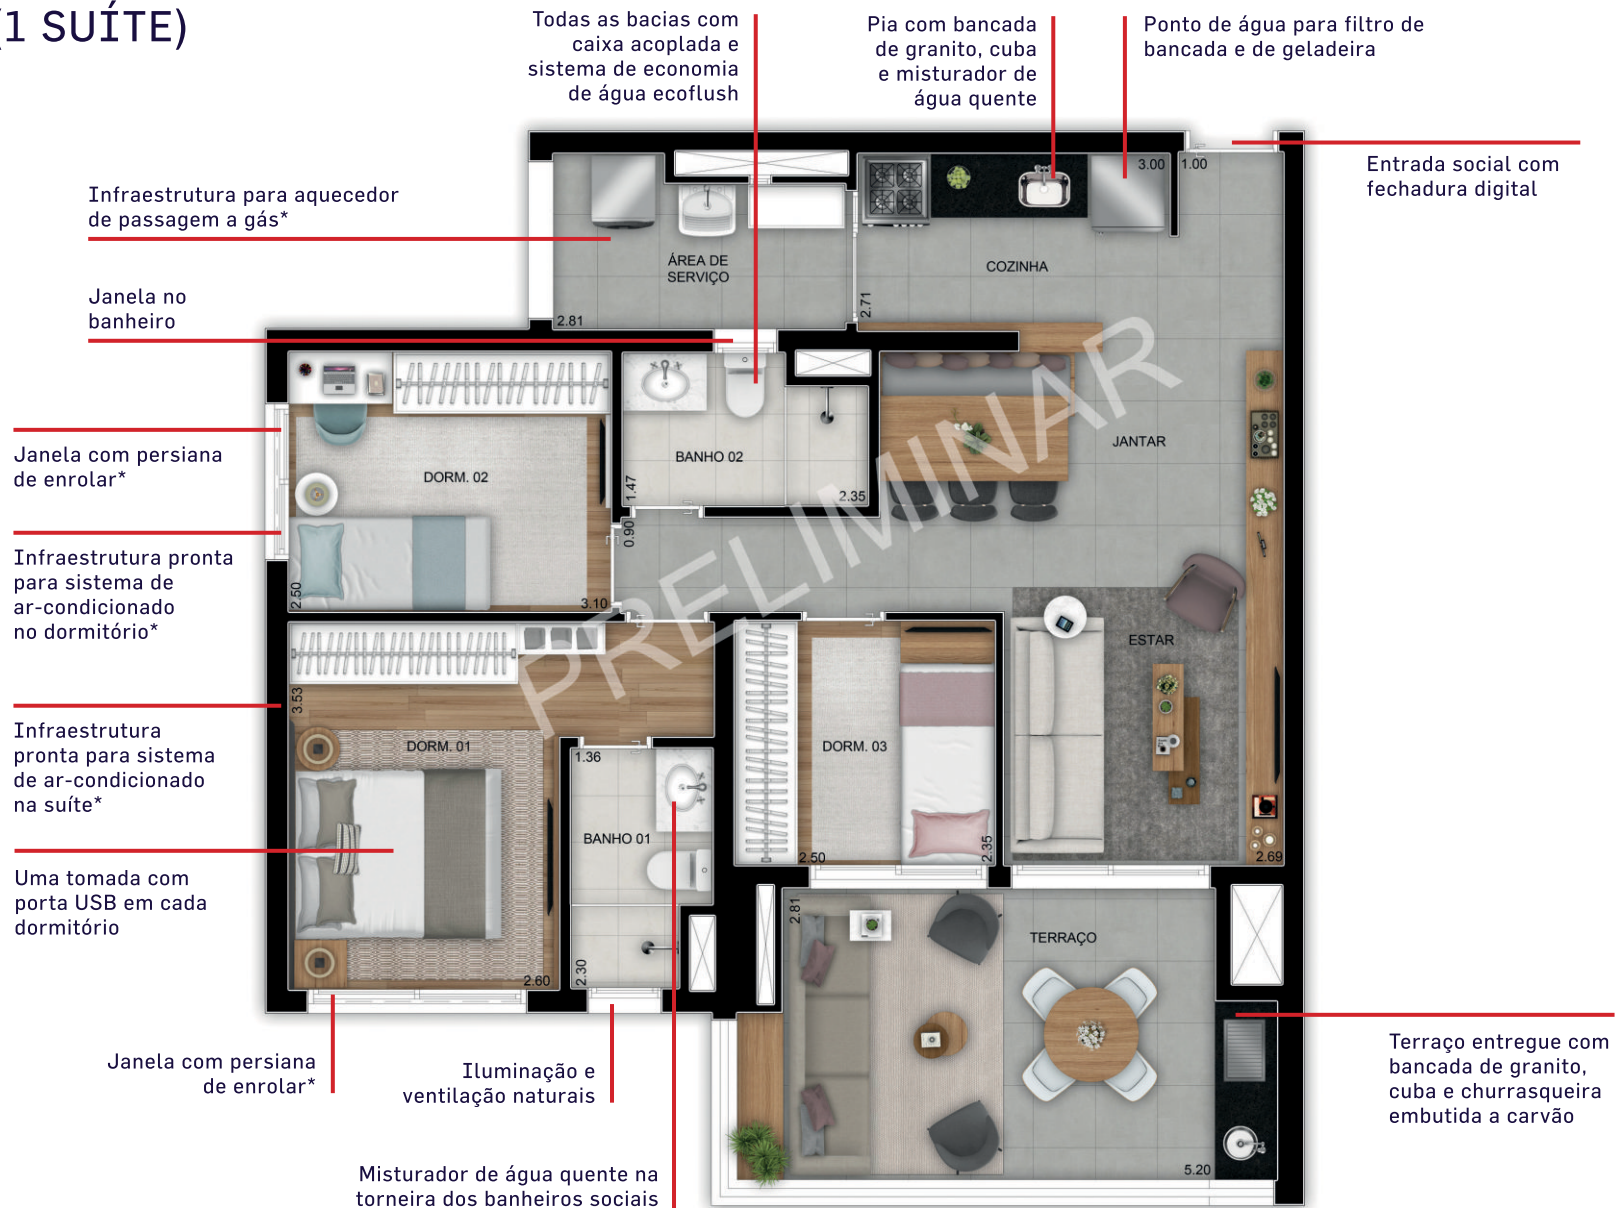 (1 SUÍTE)
Todas as bacias com
caixa acoplada e
sistema de economia
de água ecoflush
Pia com bancada
de granito, cuba
e misturador de
água quente
Ponto de água para filtro de
bancada e de geladeira
Entrada social com
fechadura digital
Infraestrutura para aquecedor
de passagem a gás*
Janela no
banheiro
Janela com persiana
de enrolar*
Infraestrutura pronta
para sistema de
ar-condicionado
no dormitório*
Infraestrutura
pronta para sistema
de ar-condicionado
na suíte*
Uma tomada com
porta USB em cada
dormitório
Janela com persiana
de enrolar*
Iluminação e
ventilação naturais
Misturador de água quente na
torneira dos banheiros sociais
Terraço entregue com
bancada de granito,
cuba e churrasqueira
embutida a carvão
3.00
1.00
ÁREA DE
SERVIÇO
2.81
COZINHA
2.71
DORM. 02
2.50
3.10
BANHO 02
1.47
2.35
0.90
JANTAR
ESTAR
2.69
3.53
DORM. 01
2.60
1.36
BANHO 01
2.30
DORM. 03
2.50
2.35
2.81
TERRAÇO
5.20
PRELIMINAR